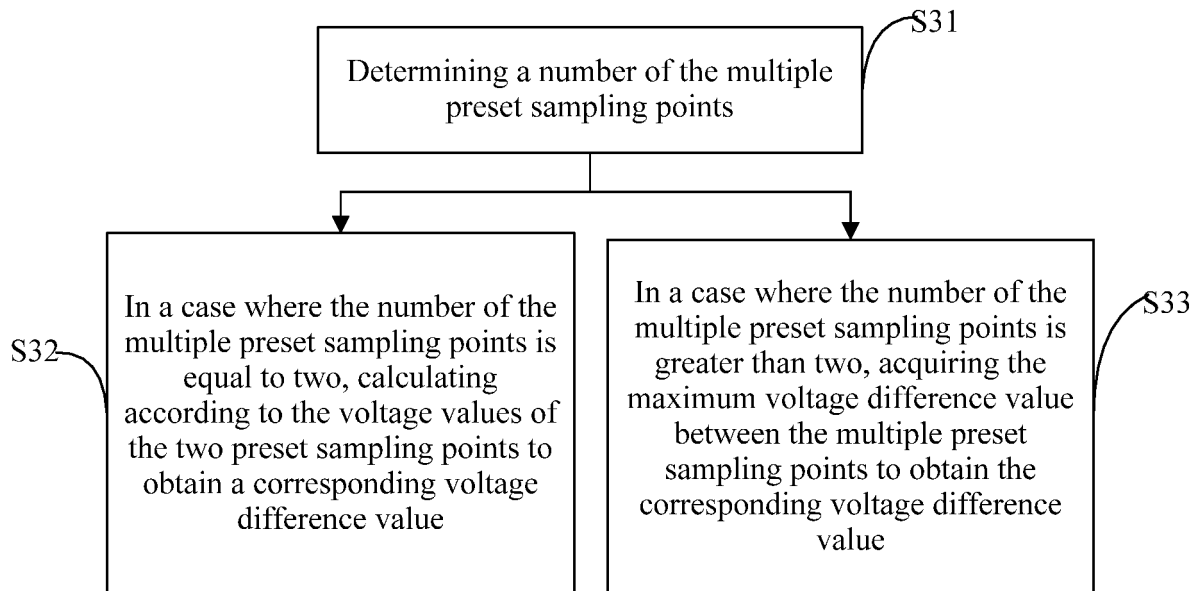 S31
Determining a number of the multiple
preset sampling points
In a case where the number of the
multiple preset sampling points is
equal to two, calculating
according to the voltage values of
the two preset sampling points to
obtain a corresponding voltage
difference value
S32
In a case where the number of the
multiple preset sampling points is
greater than two, acquiring the
maximum voltage difference value
between the multiple preset
sampling points to obtain the
corresponding voltage difference
value
S33